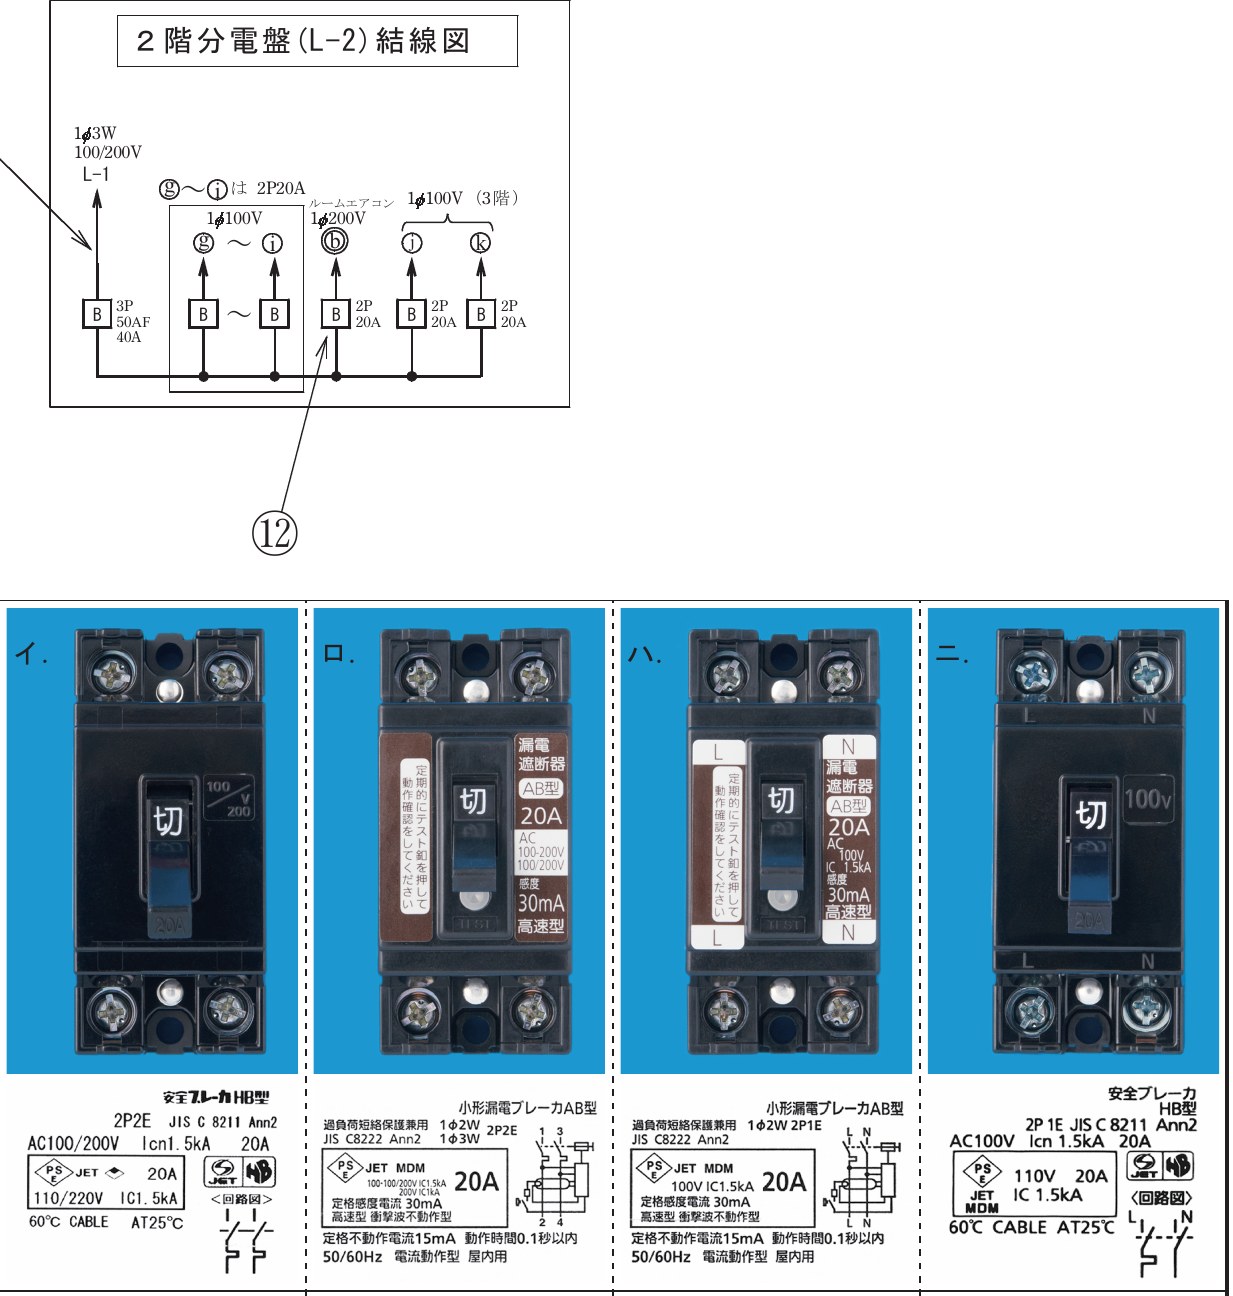 2階分電盤(L-2)結線図
1φ3W
100/200V
L-1
ⓖ～ⓘは 2P20A
1φ100V
ルームエアコン
1φ200V
1φ100V (3階)
ⓖ ～ ⓘ
ⓑ
ⓙ
ⓚ
B
3P
50AF
40A
B ～ B
B
2P
20A
B
2P
20A
B
2P
20A
⑫
イ.
100
V
200
切
20A
安全ブレーカHB型
2P2E JIS C 8211 Ann2
AC100/200V Icn1.5kA 20A
PS
E
JET
20A
110/220V IC1.5kA
JET
HB
<回路図>
60℃ CABLE AT25℃
ロ.
定期的にテスト釦を押して
動作確認をしてください
切
TEST
漏電
遮断器
AB型
20A
AC
100-200V
100/200V
感度
30mA
高速型
小形漏電ブレーカAB型
過負荷短絡保護兼用 1φ2W
JIS C8222 Ann2 1φ3W
2P2E
PS
E
JET MDM
100-100/200V IC1.5kA
200V IC1kA
20A
定格感度電流 30mA
高速型 衝撃波不動作型
1 3
2 4
定格不動作電流15mA 動作時間0.1秒以内
50/60Hz 電流動作型 屋内用
ハ.
L
定期的にテスト釦を押して
動作確認をしてください
L
切
TEST
N
漏電
遮断器
AB型
20A
AC
100V
IC 1.5kA
感度
30mA
高速型
N
小形漏電ブレーカAB型
過負荷短絡保護兼用 1φ2W 2P1E
JIS C8222 Ann2
PS
E
JET MDM
100V IC1.5kA
20A
定格感度電流 30mA
高速型 衝撃波不動作型
L N
L N
定格不動作電流15mA 動作時間0.1秒以内
50/60Hz 電流動作型 屋内用
ニ.
L N
100V
切
20A
L N
安全ブレーカ
HB型
2P 1E JIS C 8211 Ann2
AC100V Icn 1.5kA 20A
PS
E
JET
MDM
110V 20A
IC 1.5kA
JET
HB
<回路図>
60℃ CABLE AT25℃
L N